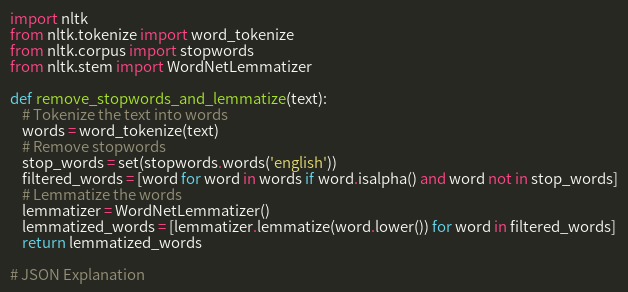 import nltk
from nltk.tokenize import word_tokenize
from nltk.corpus import stopwords
from nltk.stem import WordNetLemmatizer

def remove_stopwords_and_lemmatize(text):
    # Tokenize the text into words
    words = word_tokenize(text)
    # Remove stopwords
    stop_words = set(stopwords.words('english'))
    filtered_words = [word for word in words if word.isalpha() and word not in stop_words]
    # Lemmatize the words
    lemmatizer = WordNetLemmatizer()
    lemmatized_words = [lemmatizer.lemmatize(word.lower()) for word in filtered_words]
    return lemmatized_words

# JSON Explanation